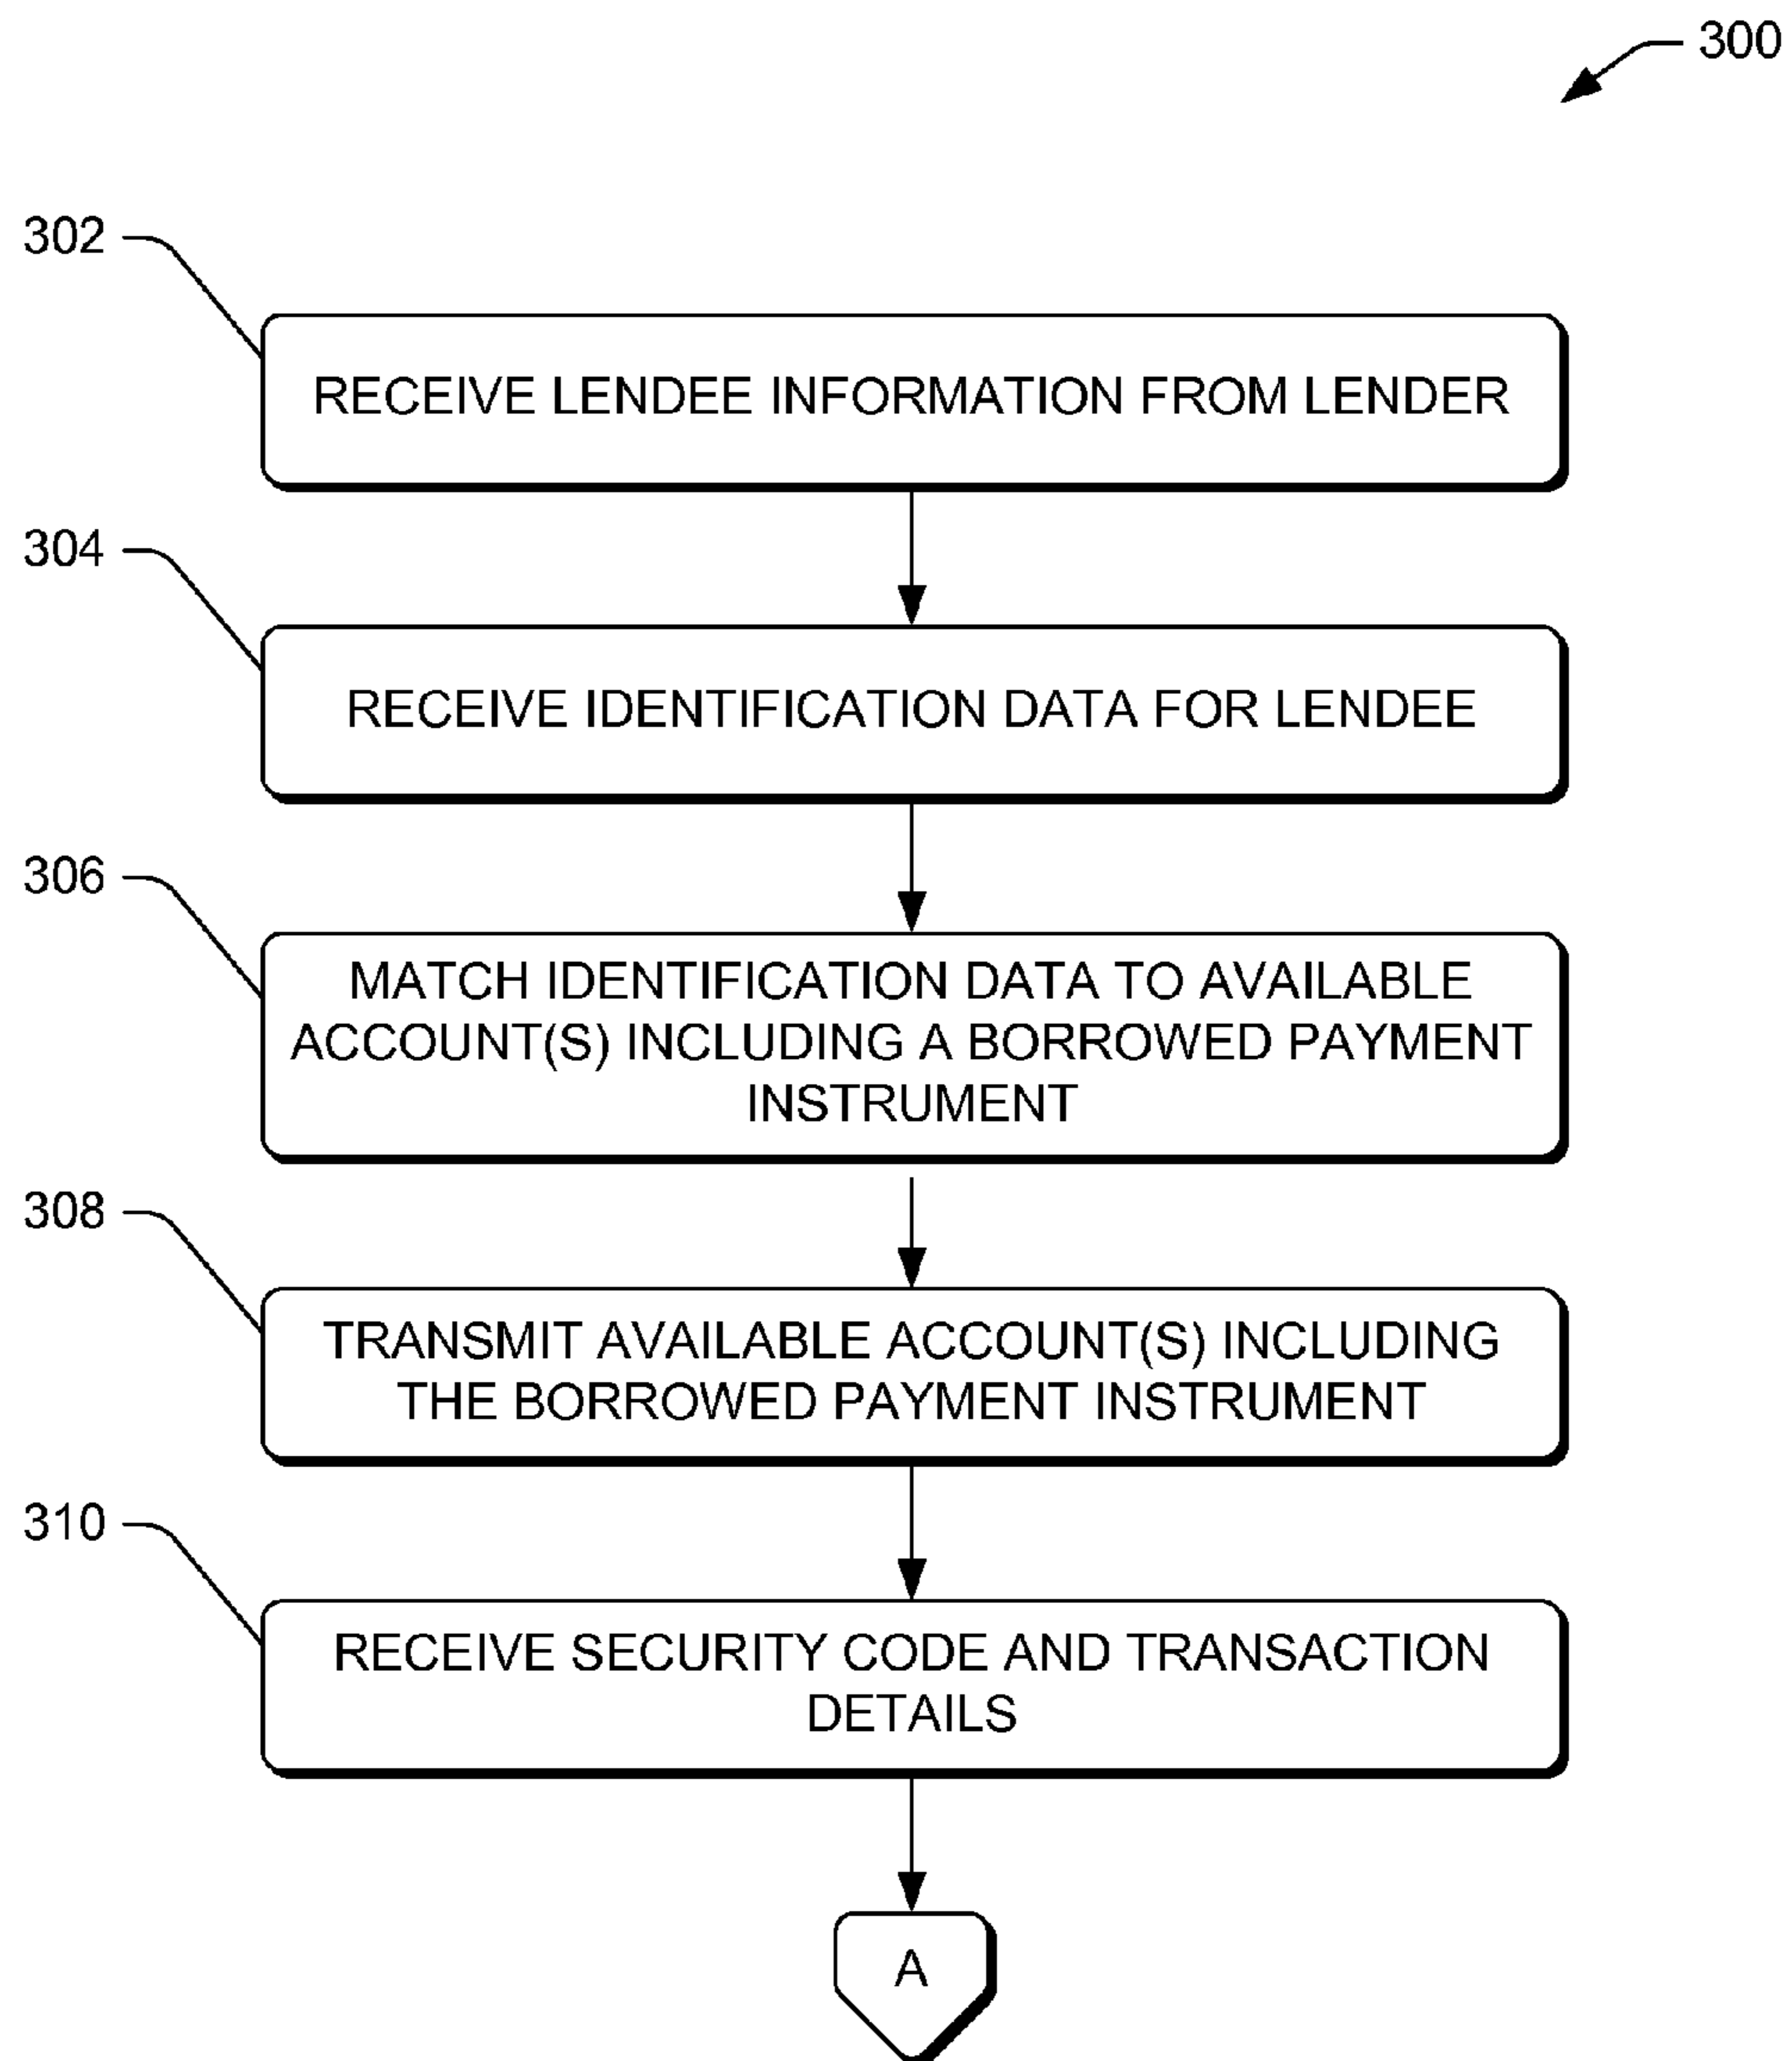 300
302
RECEIVE LENDEE INFORMATION FROM LENDER
304
RECEIVE IDENTIFICATION DATA FOR LENDEE
306
MATCH IDENTIFICATION DATA TO AVAILABLE
ACCOUNT(S) INCLUDING A BORROWED PAYMENT
INSTRUMENT
308
TRANSMIT AVAILABLE ACCOUNT(S) INCLUDING
THE BORROWED PAYMENT INSTRUMENT
310
RECEIVE SECURITY CODE AND TRANSACTION
DETAILS
A